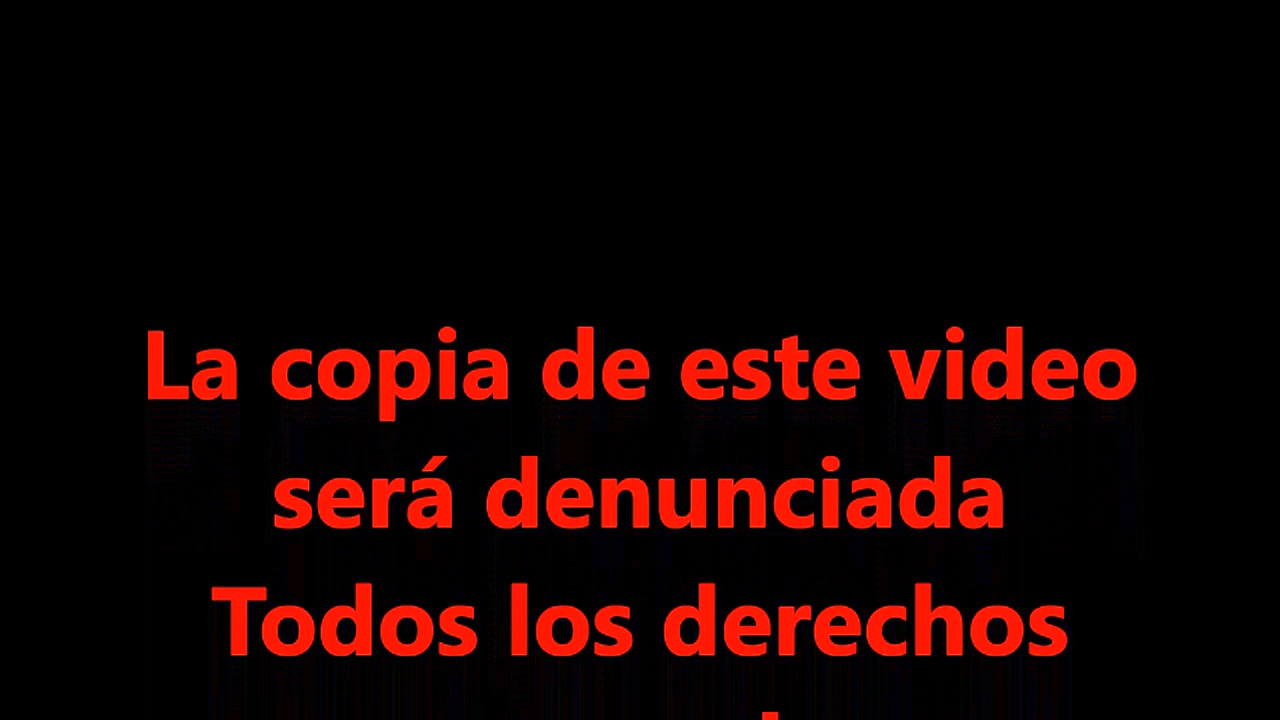 La copia de este video
será denunciada
Todos los derechos